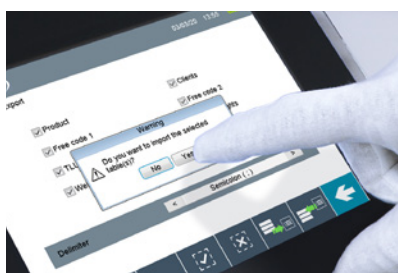 03/03/20 13:55
xport
Product
Clients
Free code 1
Free code 2
Warning
Do you want to import the selected
table(s)?
No
Yes
Semicolon (;)
Delimiter